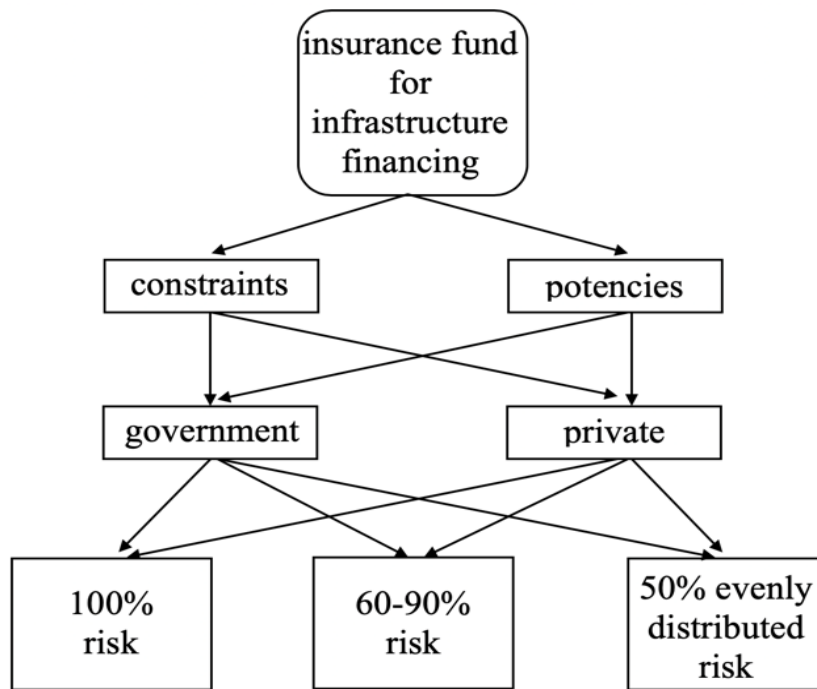 insurance fund
for
infrastructure
financing
constraints
potencies
government
private
100%
risk
60-90%
risk
50% evenly
distributed
risk